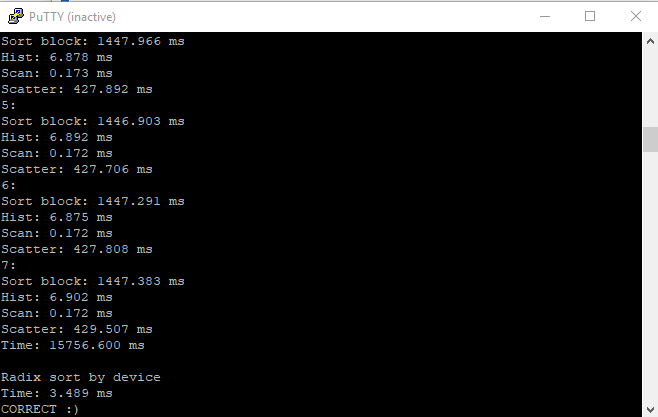 PuTTY (inactive)
Sort block: 1447.966 ms
Hist: 6.878 ms
Scan: 0.173 ms
Scatter: 427.892 ms
5:
Sort block: 1446.903 ms
Hist: 6.892 ms
Scan: 0.172 ms
Scatter: 427.706 ms
6:
Sort block: 1447.291 ms
Hist: 6.875 ms
Scan: 0.172 ms
Scatter: 427.808 ms
7:
Sort block: 1447.383 ms
Hist: 6.902 ms
Scan: 0.172 ms
Scatter: 429.507 ms
Time: 15756.600 ms

Radix sort by device
Time: 3.489 ms
CORRECT :)